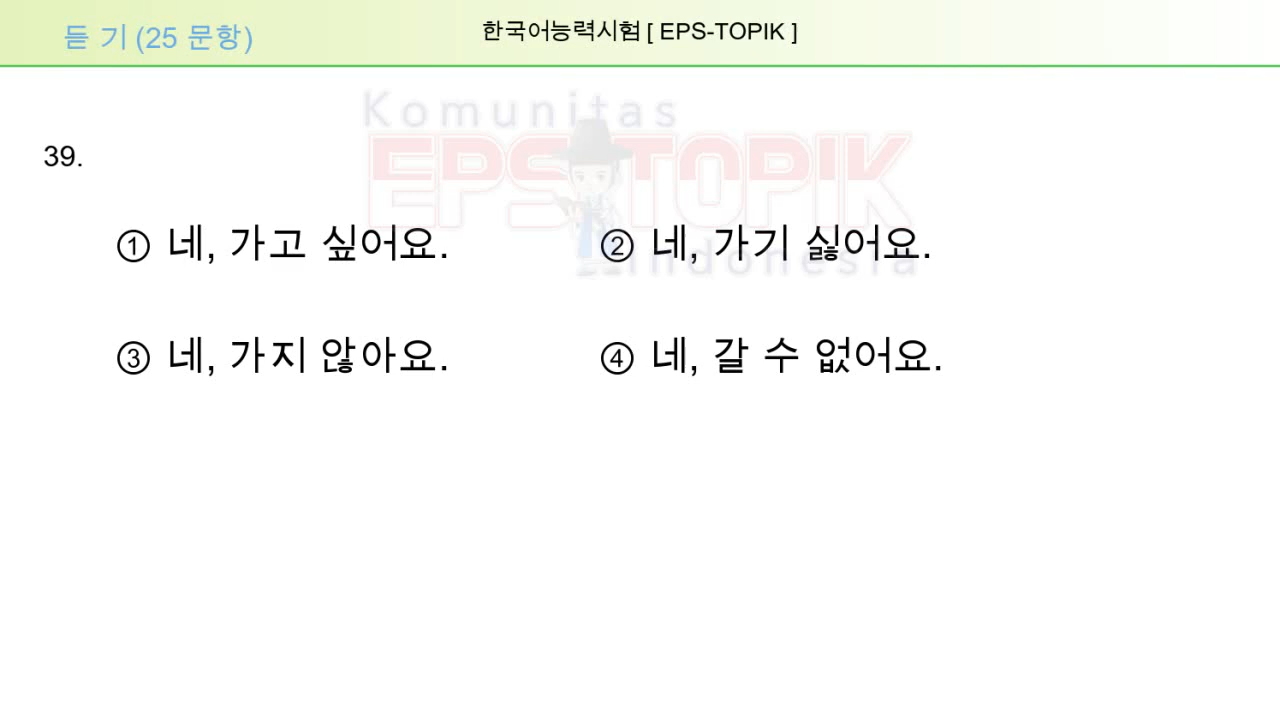 듣 기 (25 문항)
한국어능력시험 [ EPS-TOPIK ]
Komunitas
EPS TOPIK
Indonesia
39.
① 네, 가고 싶어요.
② 네, 가기 싫어요.
③ 네, 가지 않아요.
④ 네, 갈 수 없어요.